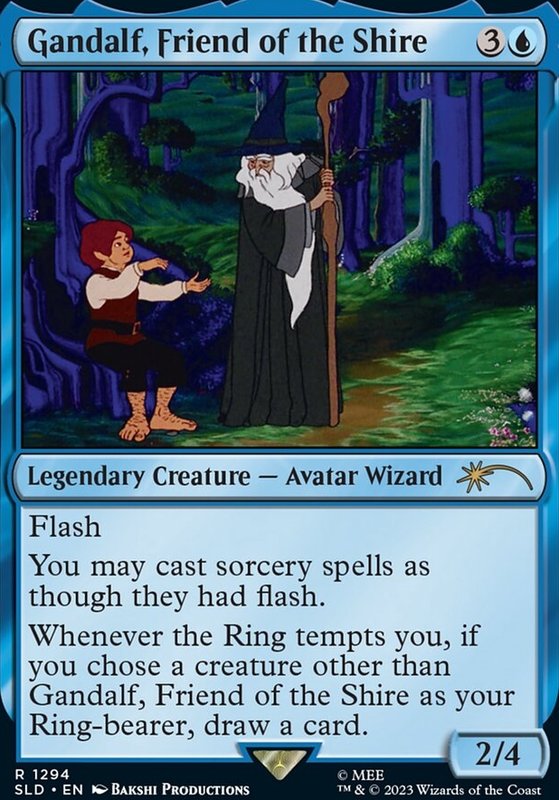 Gandalf, Friend of the Shire 3
Legendary Creature — Avatar Wizard
Flash
You may cast sorcery spells as
though they had flash.
Whenever the Ring tempts you, if
you chose a creature other than
Gandalf, Friend of the Shire as your
Ring-bearer, draw a card.
2/4
R 1294
SLD • EN Bakshi Productions
© MEE
™ & © 2023 Wizards of the Coast